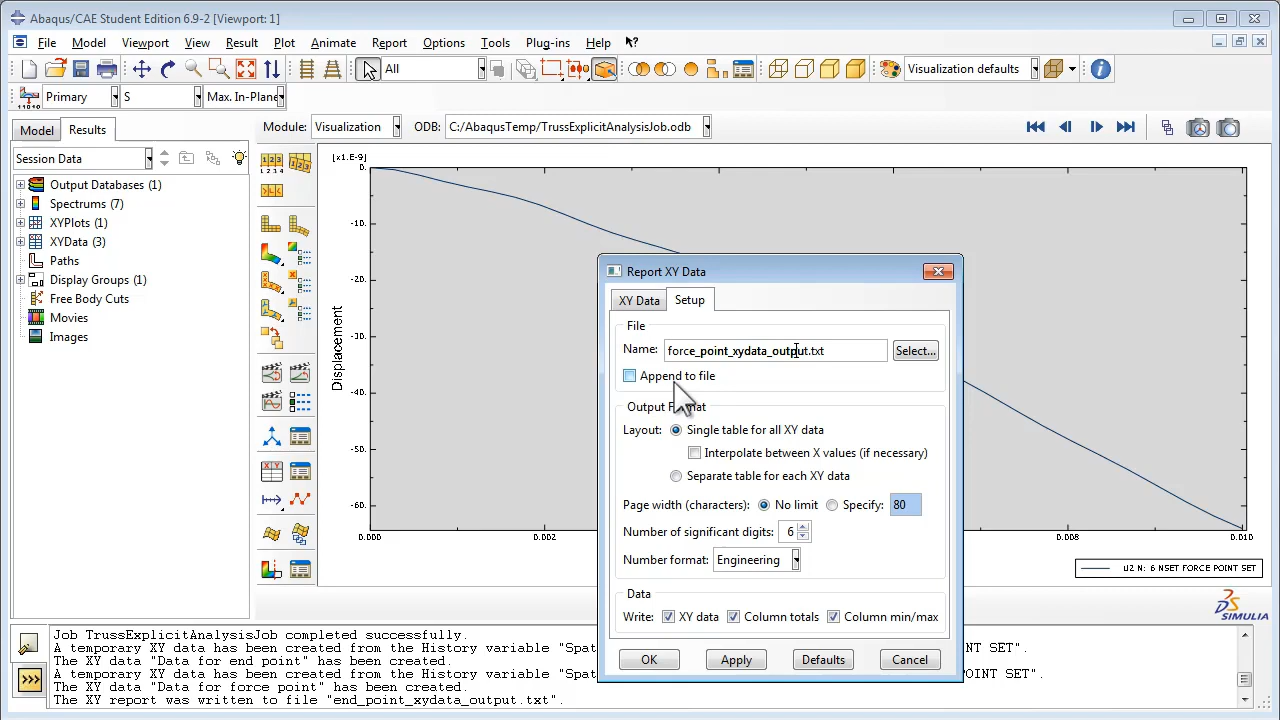 Abaqus/CAE Student Edition 6.9-2 [Viewport: 1]
File Model Viewport View Result Plot Animate Report Options Tools Plug-ins Help
All
Visualization defaults
Primary S Max. In-Plane
Model Results
Module: Visualization ODB: C:/AbaqusTemp/TrussExplicitAnalysisJob.odb
Session Data
Output Databases (1)
Spectrums (7)
XYPlots (1)
XYData (3)
Paths
Display Groups (1)
Free Body Cuts
Movies
Images
[x1.E-9]
0.
-10.
-20.
-30.
-40.
-50.
-60.
Displacement
0.000 0.002 0.008 0.010
U2 N: 6 NSET FORCE POINT SET
SIMULIA
Report XY Data
XY Data Setup
File
Name: force_point_xydata_output.txt Select...
Append to file
Output Format
Layout: Single table for all XY data
Interpolate between X values (if necessary)
Separate table for each XY data
Page width (characters): No limit Specify: 80
Number of significant digits: 6
Number format: Engineering
Data
Write: XY data Column totals Column min/max
OK Apply Defaults Cancel
Job TrussExplicitAnalysisJob completed successfully.
A temporary XY data has been created from the History variable "Spat POINT SET".
The XY data "Data for end point" has been created.
A temporary XY data has been created from the History variable "Spat POINT SET".
The XY data "Data for force point" has been created.
The XY report was written to file "end_point_xydata_output.txt".